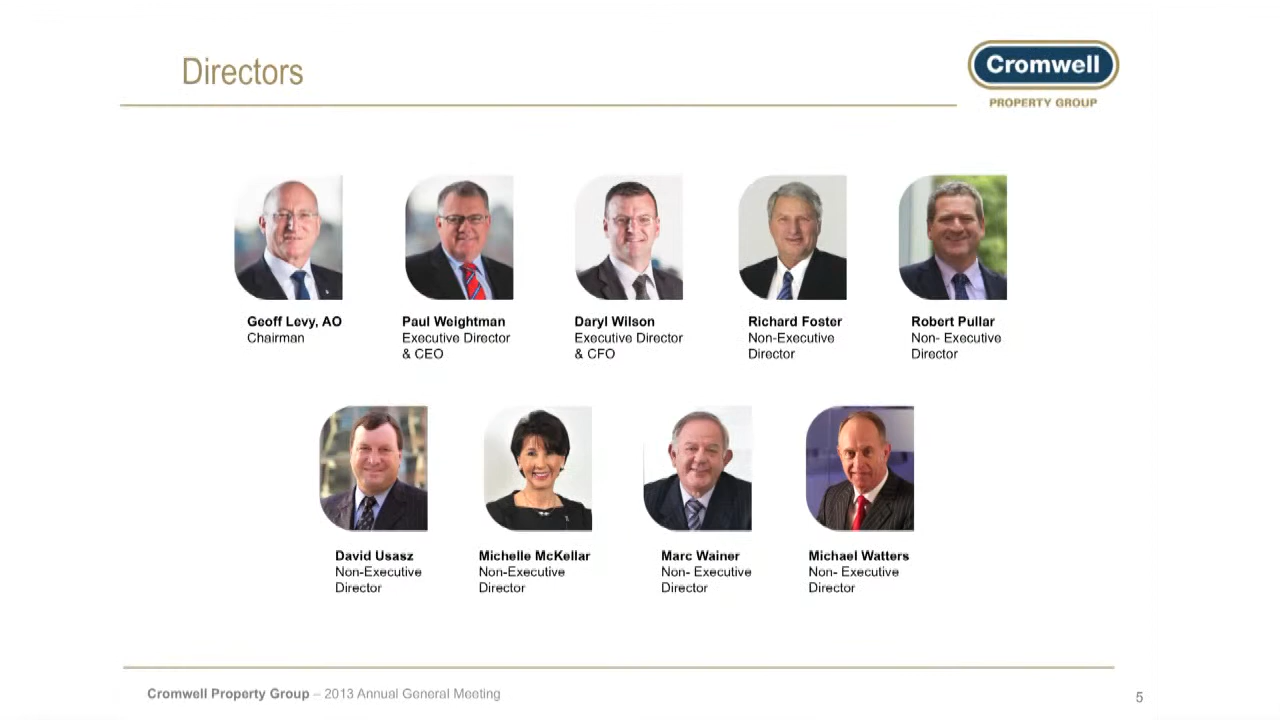 Directors
Cromwell
PROPERTY GROUP
Geoff Levy, AO
Chairman
Paul Weightman
Executive Director
& CEO
Daryl Wilson
Executive Director
& CFO
Richard Foster
Non-Executive
Director
Robert Pullar
Non- Executive
Director
David Usasz
Non-Executive
Director
Michelle McKellar
Non-Executive
Director
Marc Wainer
Non- Executive
Director
Michael Watters
Non- Executive
Director
Cromwell Property Group – 2013 Annual General Meeting
5